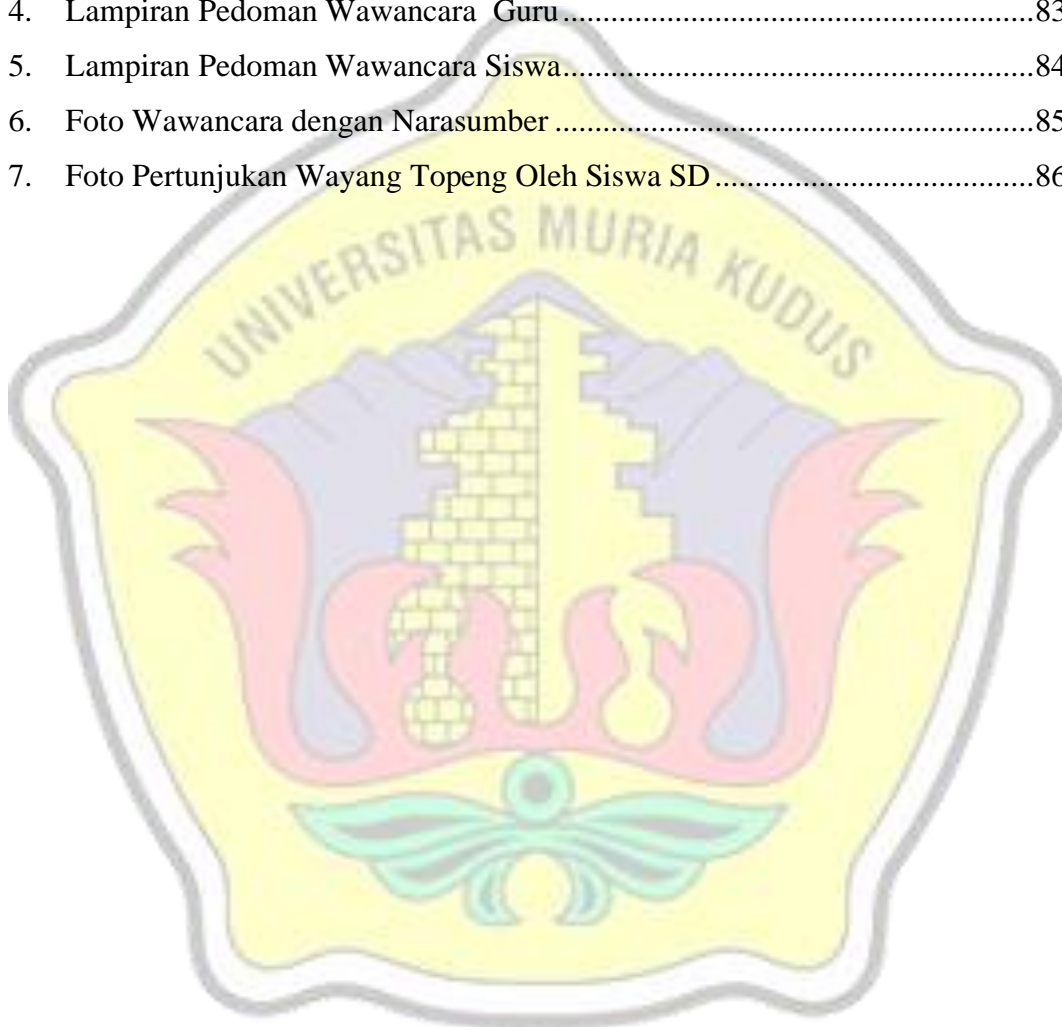 4. Lampiran Pedoman Wawancara  Guru....................................................83
5. Lampiran Pedoman Wawancara Siswa...................................................84
6. Foto Wawancara dengan Narasumber....................................................85
7. Foto Pertunjukan Wayang Topeng Oleh Siswa SD.......................................86
UNIVERSITAS MURIA KUDUS